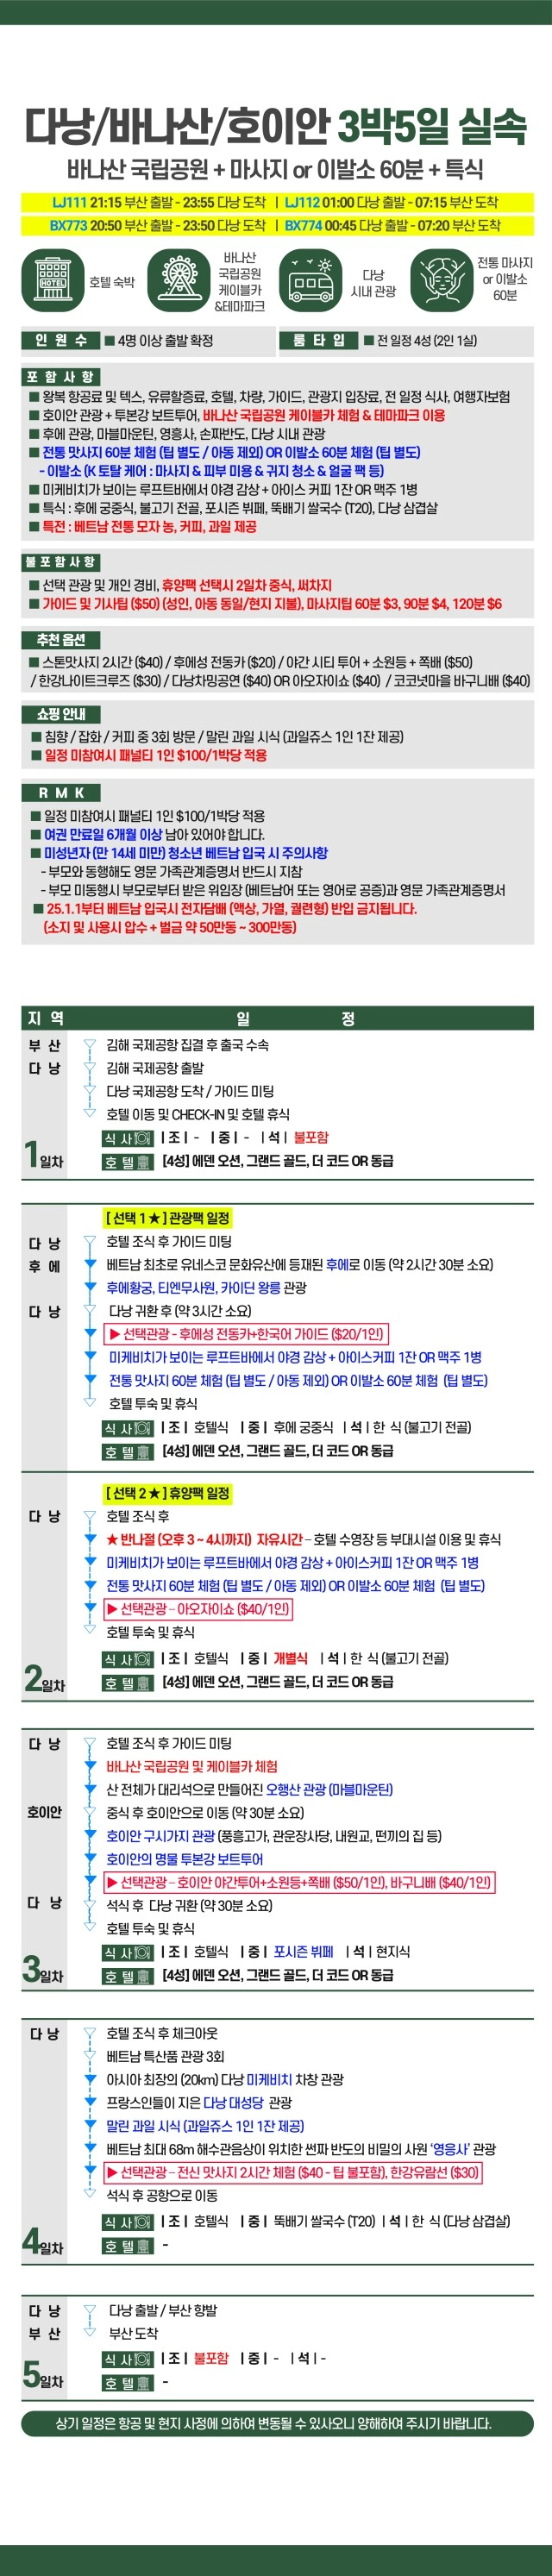 다낭/바나산/호이안 3박5일 실속
바나산 국립공원 + 마사지 or 이발소 60분 + 특식
LJ111 21:15 부산 출발 - 23:55 다낭 도착 | LJ112 01:00 다낭 출발 - 07:15 부산 도착
BX773 20:50 부산 출발 - 23:50 다낭 도착 | BX774 00:45 다낭 출발 - 07:20 부산 도착
HOTEL
호텔 숙박
바나산
국립공원
케이블카
&테마파크
다낭
시내 관광
전통 마사지
or 이발소
60분
인 원 수 ■ 4명 이상 출발 확정
룸 타 입 ■ 전 일정 4성 (2인 1실)
포 함 사 항
■ 왕복 항공료 및 텍스, 유류할증료, 호텔, 차량, 가이드, 관광지 입장료, 전 일정 식사, 여행자보험
■ 호이안 관광 + 투본강 보트투어, 바나산 국립공원 케이블카 체험 & 테마파크 이용
■ 후에 관광, 마블마운틴, 영흥사, 손짜반도, 다낭 시내 관광
■ 전통 맛사지 60분 체험 (팁 별도 / 아동 제외) OR 이발소 60분 체험 (팁 별도)
- 이발소 (K 토탈 케어 : 마사지 & 피부 미용 & 귀지 청소 & 얼굴 팩 등)
■ 미케비치가 보이는 루프트바에서 야경 감상 + 아이스 커피 1잔 OR 맥주 1병
■ 특식 : 후에 궁중식, 불고기 전골, 포시즌 뷔페, 뚝배기 쌀국수 (T20), 다낭 삼겹살
■ 특전 : 베트남 전통 모자 농, 커피, 과일 제공
불 포 함 사 항
■ 선택 관광 및 개인 경비, 휴양팩 선택시 2일차 중식, 써차지
■ 가이드 및 기사팁 ($50) (성인, 아동 동일/현지 지불), 마사지팁 60분 $3, 90분 $4, 120분 $6
추천 옵션
■ 스톤맛사지 2시간 ($40) / 후에성 전동카 ($20) / 야간 시티 투어 + 소원등 + 쪽배 ($50)
/ 한강나이트크루즈 ($30) / 다낭차밍공연 ($40) OR 아오자이쇼 ($40) / 코코넛마을 바구니배 ($40)
쇼핑 안내
■ 침향 / 잡화 / 커피 중 3회 방문 / 말린 과일 시식 (과일쥬스 1인 1잔 제공)
■ 일정 미참여시 패널티 1인 $100/1박당 적용
R M K
■ 일정 미참여시 패널티 1인 $100/1박당 적용
■ 여권 만료일 6개월 이상 남아 있어야 합니다.
■ 미성년자 (만 14세 미만) 청소년 베트남 입국 시 주의사항
- 부모와 동행해도 영문 가족관계증명서 반드시 지참
- 부모 미동행시 부모로부터 받은 위임장 (베트남어 또는 영어로 공증)과 영문 가족관계증명서
■ 25.1.1부터 베트남 입국시 전자담배 (액상, 가열, 궐련형) 반입 금지됩니다.
(소지 및 사용시 압수 + 벌금 약 50만동 ~ 300만동)
지 역 일 정
부 산 김해 국제공항 집결 후 출국 수속
다 낭 김해 국제공항 출발
다낭 국제공항 도착 / 가이드 미팅
호텔 이동 및 CHECK-IN 및 호텔 휴식
식 사 | 조 | - | 중 | - | 석 | 불포함
1일차
호 텔 [4성] 에덴 오션, 그랜드 골드, 더 코드 OR 동급
[ 선택 1 ★ ] 관광팩 일정
다 낭 호텔 조식 후 가이드 미팅
후 에 베트남 최초로 유네스코 문화유산에 등재된 후에로 이동 (약 2시간 30분 소요)
후에황궁, 티엔무사원, 카이딘 왕릉 관광
다 낭 다낭 귀환 후 (약 3시간 소요)
▶ 선택관광 - 후에성 전동카+한국어 가이드 ($20/1인)
미케비치가 보이는 루프트바에서 야경 감상 + 아이스커피 1잔 OR 맥주 1병
전통 맛사지 60분 체험 (팁 별도 / 아동 제외) OR 이발소 60분 체험 (팁 별도)
호텔 투숙 및 휴식
식 사 | 조 | 호텔식 | 중 | 후에 궁중식 | 석 | 한 식 (불고기 전골)
호 텔 [4성] 에덴 오션, 그랜드 골드, 더 코드 OR 동급
[ 선택 2 ★ ] 휴양팩 일정
다 낭 호텔 조식 후
★ 반나절 (오후 3 ~ 4시까지) 자유시간 – 호텔 수영장 등 부대시설 이용 및 휴식
미케비치가 보이는 루프트바에서 야경 감상 + 아이스커피 1잔 OR 맥주 1병
전통 맛사지 60분 체험 (팁 별도 / 아동 제외) OR 이발소 60분 체험 (팁 별도)
▶ 선택관광 – 아오자이쇼 ($40/1인)
호텔 투숙 및 휴식
식 사 | 조 | 호텔식 | 중 | 개별식 | 석 | 한 식 (불고기 전골)
2일차
호 텔 [4성] 에덴 오션, 그랜드 골드, 더 코드 OR 동급
다 낭 호텔 조식 후 가이드 미팅
바나산 국립공원 및 케이블카 체험
산 전체가 대리석으로 만들어진 오행산 관광 (마블마운틴)
호이안 중식 후 호이안으로 이동 (약 30분 소요)
호이안 구시가지 관광 (풍흥고가, 관운장사당, 내원교, 떤끼의 집 등)
호이안의 명물 투본강 보트투어
▶ 선택관광 – 호이안 야간투어+소원등+쪽배 ($50/1인), 바구니배 ($40/1인)
다 낭 석식 후 다낭 귀환 (약 30분 소요)
호텔 투숙 및 휴식
식 사 | 조 | 호텔식 | 중 | 포시즌 뷔페 | 석 | 현지식
3일차
호 텔 [4성] 에덴 오션, 그랜드 골드, 더 코드 OR 동급
다 낭 호텔 조식 후 체크아웃
베트남 특산품 관광 3회
아시아 최장의 (20km) 다낭 미케비치 차창 관광
프랑스인들이 지은 다낭 대성당 관광
말린 과일 시식 (과일쥬스 1인 1잔 제공)
베트남 최대 68m 해수관음상이 위치한 썬짜 반도의 비밀의 사원 '영응사' 관광
▶ 선택관광 – 전신 맛사지 2시간 체험 ($40 - 팁 불포함), 한강유람선 ($30)
석식 후 공항으로 이동
식 사 | 조 | 호텔식 | 중 | 뚝배기 쌀국수 (T20) | 석 | 한 식 (다낭 삼겹살)
4일차
호 텔 -
다 낭 다낭 출발 / 부산 향발
부 산 부산 도착
식 사 | 조 | 불포함 | 중 | - | 석 | -
5일차
호 텔 -
상기 일정은 항공 및 현지 사정에 의하여 변동될 수 있사오니 양해하여 주시기 바랍니다.